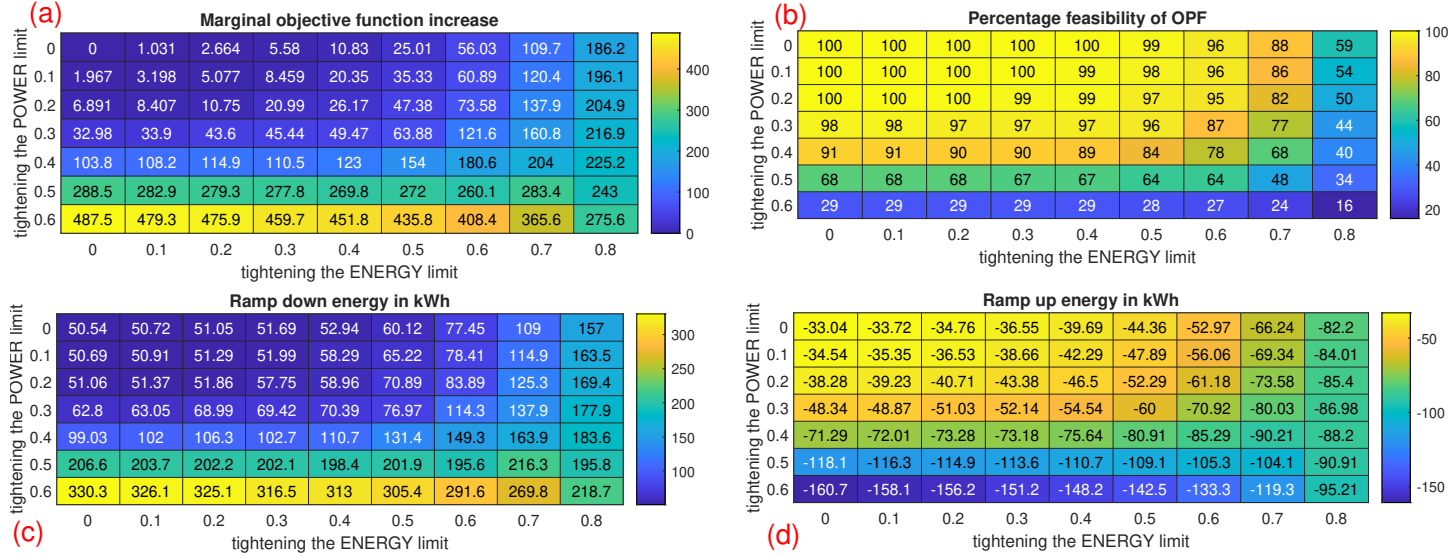 (a)
Marginal objective function increase
tightening the POWER limit
0 0 1.031 2.664 5.58 10.83 25.01 56.03 109.7 186.2
0.1 1.967 3.198 5.077 8.459 20.35 35.33 60.89 120.4 196.1
0.2 6.891 8.407 10.75 20.99 26.17 47.38 73.58 137.9 204.9
0.3 32.98 33.9 43.6 45.44 49.47 63.88 121.6 160.8 216.9
0.4 103.8 108.2 114.9 110.5 123 154 180.6 204 225.2
0.5 288.5 282.9 279.3 277.8 269.8 272 260.1 283.4 243
0.6 487.5 479.3 475.9 459.7 451.8 435.8 408.4 365.6 275.6
0 0.1 0.2 0.3 0.4 0.5 0.6 0.7 0.8
tightening the ENERGY limit
400
300
200
100
0
(b)
Percentage feasibility of OPF
tightening the POWER limit
0 100 100 100 100 100 99 96 88 59
0.1 100 100 100 100 99 98 96 86 54
0.2 100 100 100 99 99 97 95 82 50
0.3 98 98 97 97 97 96 87 77 44
0.4 91 91 90 90 89 84 78 68 40
0.5 68 68 68 67 67 64 64 48 34
0.6 29 29 29 29 29 28 27 24 16
0 0.1 0.2 0.3 0.4 0.5 0.6 0.7 0.8
tightening the ENERGY limit
100
80
60
40
20
Ramp down energy in kWh
tightening the POWER limit
0 50.54 50.72 51.05 51.69 52.94 60.12 77.45 109 157
0.1 50.69 50.91 51.29 51.99 58.29 65.22 78.41 114.9 163.5
0.2 51.06 51.37 51.86 57.75 58.96 70.89 83.89 125.3 169.4
0.3 62.8 63.05 68.99 69.42 70.39 76.97 114.3 137.9 177.9
0.4 99.03 102 106.3 102.7 110.7 131.4 149.3 163.9 183.6
0.5 206.6 203.7 202.2 202.1 198.4 201.9 195.6 216.3 195.8
0.6 330.3 326.1 325.1 316.5 313 305.4 291.6 269.8 218.7
0 0.1 0.2 0.3 0.4 0.5 0.6 0.7 0.8
tightening the ENERGY limit
300
250
200
150
100
50
(c)
Ramp up energy in kWh
tightening the POWER limit
0 -33.04 -33.72 -34.76 -36.55 -39.69 -44.36 -52.97 -66.24 -82.2
0.1 -34.54 -35.35 -36.53 -38.66 -42.29 -47.89 -56.06 -69.34 -84.01
0.2 -38.28 -39.23 -40.71 -43.38 -46.5 -52.29 -61.18 -73.58 -85.4
0.3 -48.34 -48.87 -51.03 -52.14 -54.54 -60 -70.92 -80.03 -86.98
0.4 -71.29 -72.01 -73.28 -73.18 -75.64 -80.91 -85.29 -90.21 -88.2
0.5 -118.1 -116.3 -114.9 -113.6 -110.7 -109.1 -105.3 -104.1 -90.91
0.6 -160.7 -158.1 -156.2 -151.2 -148.2 -142.5 -133.3 -119.3 -95.21
0 0.1 0.2 0.3 0.4 0.5 0.6 0.7 0.8
tightening the ENERGY limit
-50
-100
-150
(d)